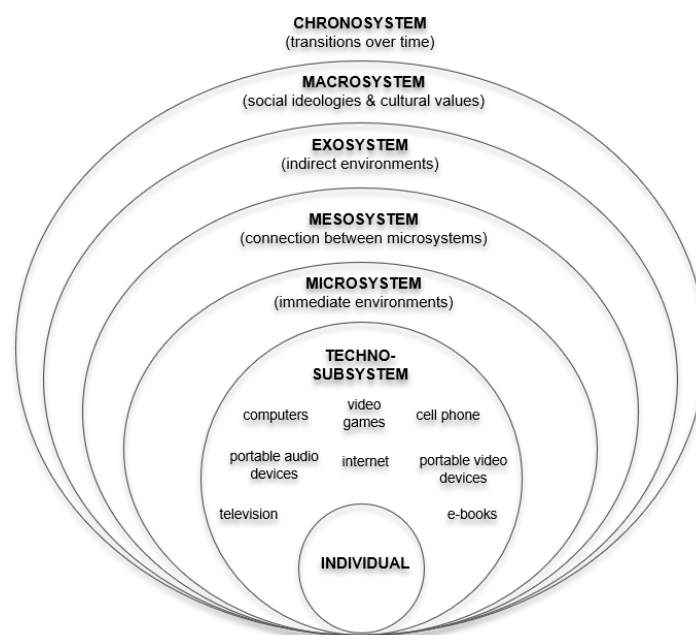 CHRONOSYSTEM
(transitions over time)
MACROSYSTEM
(social ideologies & cultural values)
EXOSYSTEM
(indirect environments)
MESOSYSTEM
(connection between microsystems)
MICROSYSTEM
(immediate environments)
TECHNO-
SUBSYSTEM
computers
video
games
cell phone
portable audio
devices
internet
portable video
devices
television
e-books
INDIVIDUAL